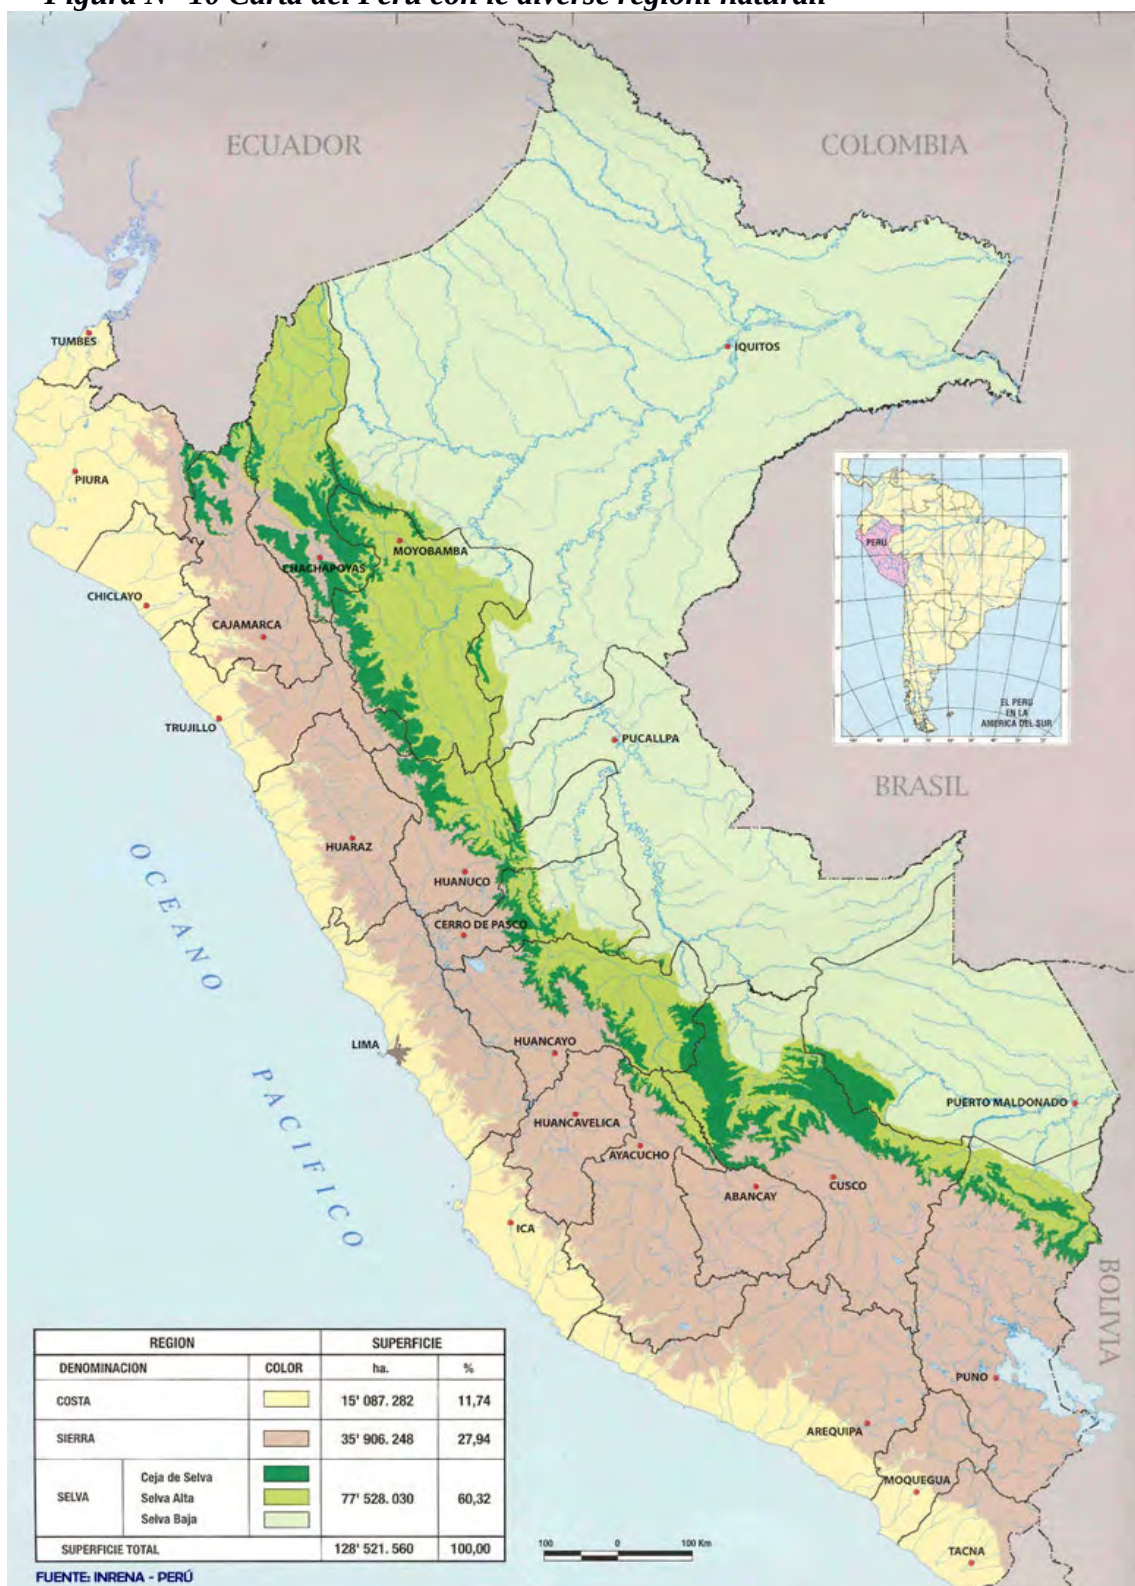 Figura N° 10 Carta del Perú con le diverse regioni naturali
ECUADOR
COLOMBIA
TUMBES
IQUITOS
PIURA
MOYOBAMBA
CHACHAPOYAS
CHICLAYO
CAJAMARCA
PERU
EL PERU
EN LA
AMERICA DEL SUR
TRUJILLO
PUCALLPA
BRASIL
HUARAZ
HUANUCO
CERRO DE PASCO
OCEANO
PACIFICO
LIMA
HUANCAYO
PUERTO MALDONADO
HUANCAVELICA
AYACUCHO
ABANCAY
CUSCO
ICA
BOLIVIA
PUNO
AREQUIPA
MOQUEGUA
TACNA
REGION SUPERFICIE
DENOMINACION COLOR ha. %
COSTA 15' 087. 282 11,74
SIERRA 35' 906. 248 27,94
SELVA Ceja de Selva
Selva Alta 77' 528. 030 60,32
Selva Baja
SUPERFICIE TOTAL 128' 521. 560 100,00
100 0 100 Km
FUENTE: INRENA - PERÚ